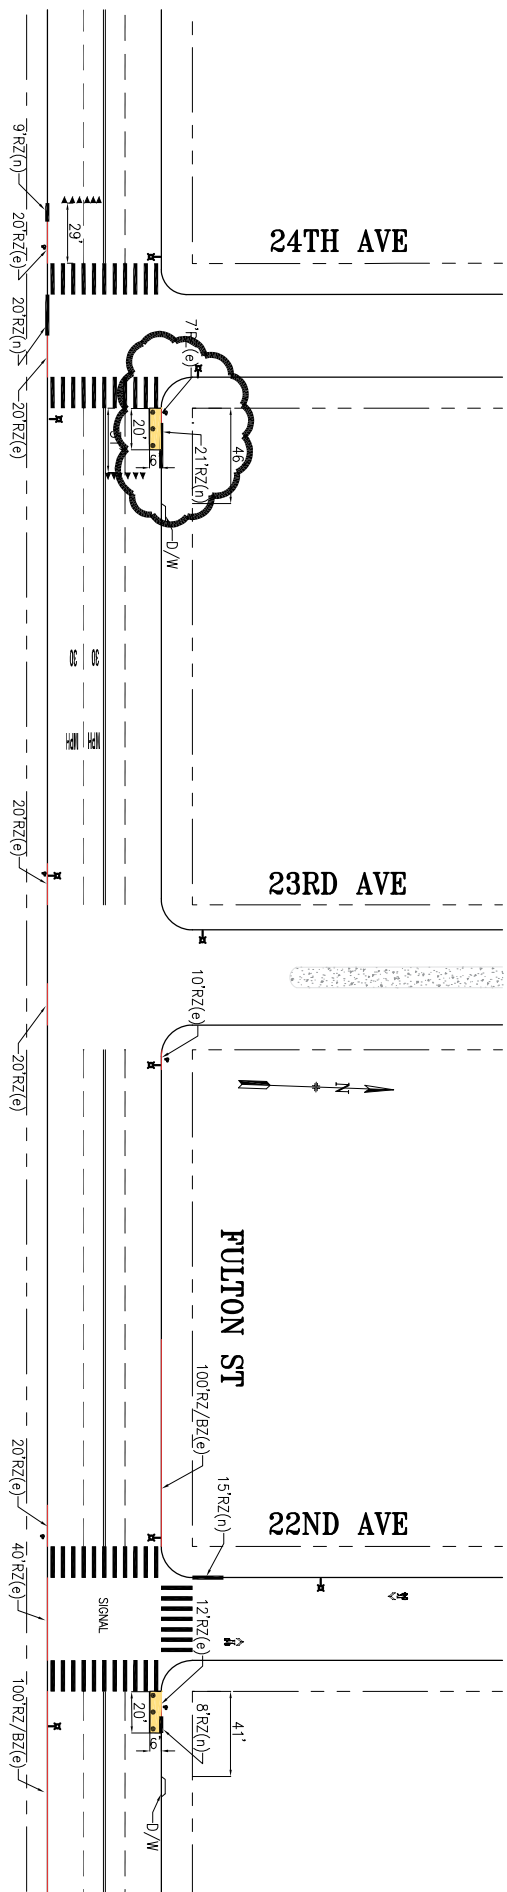 9'RZ(n)
20'RZ(e)
29'
24TH AVE
20'RZ(n)
20'RZ(e)
20'
6
21'RZ(n)
46
D/W
30
30
MPH
MPH
20'RZ(e)
23RD AVE
20'RZ(e)
10'RZ(e)
N
FULTON ST
100'RZ/BZ(e)
15'RZ(n)
20'RZ(e)
22ND AVE
40'RZ(e)
SIGNAL
12'RZ(e)
100'RZ/BZ(e)
20'
6'
8'RZ(n)
41'
D/W